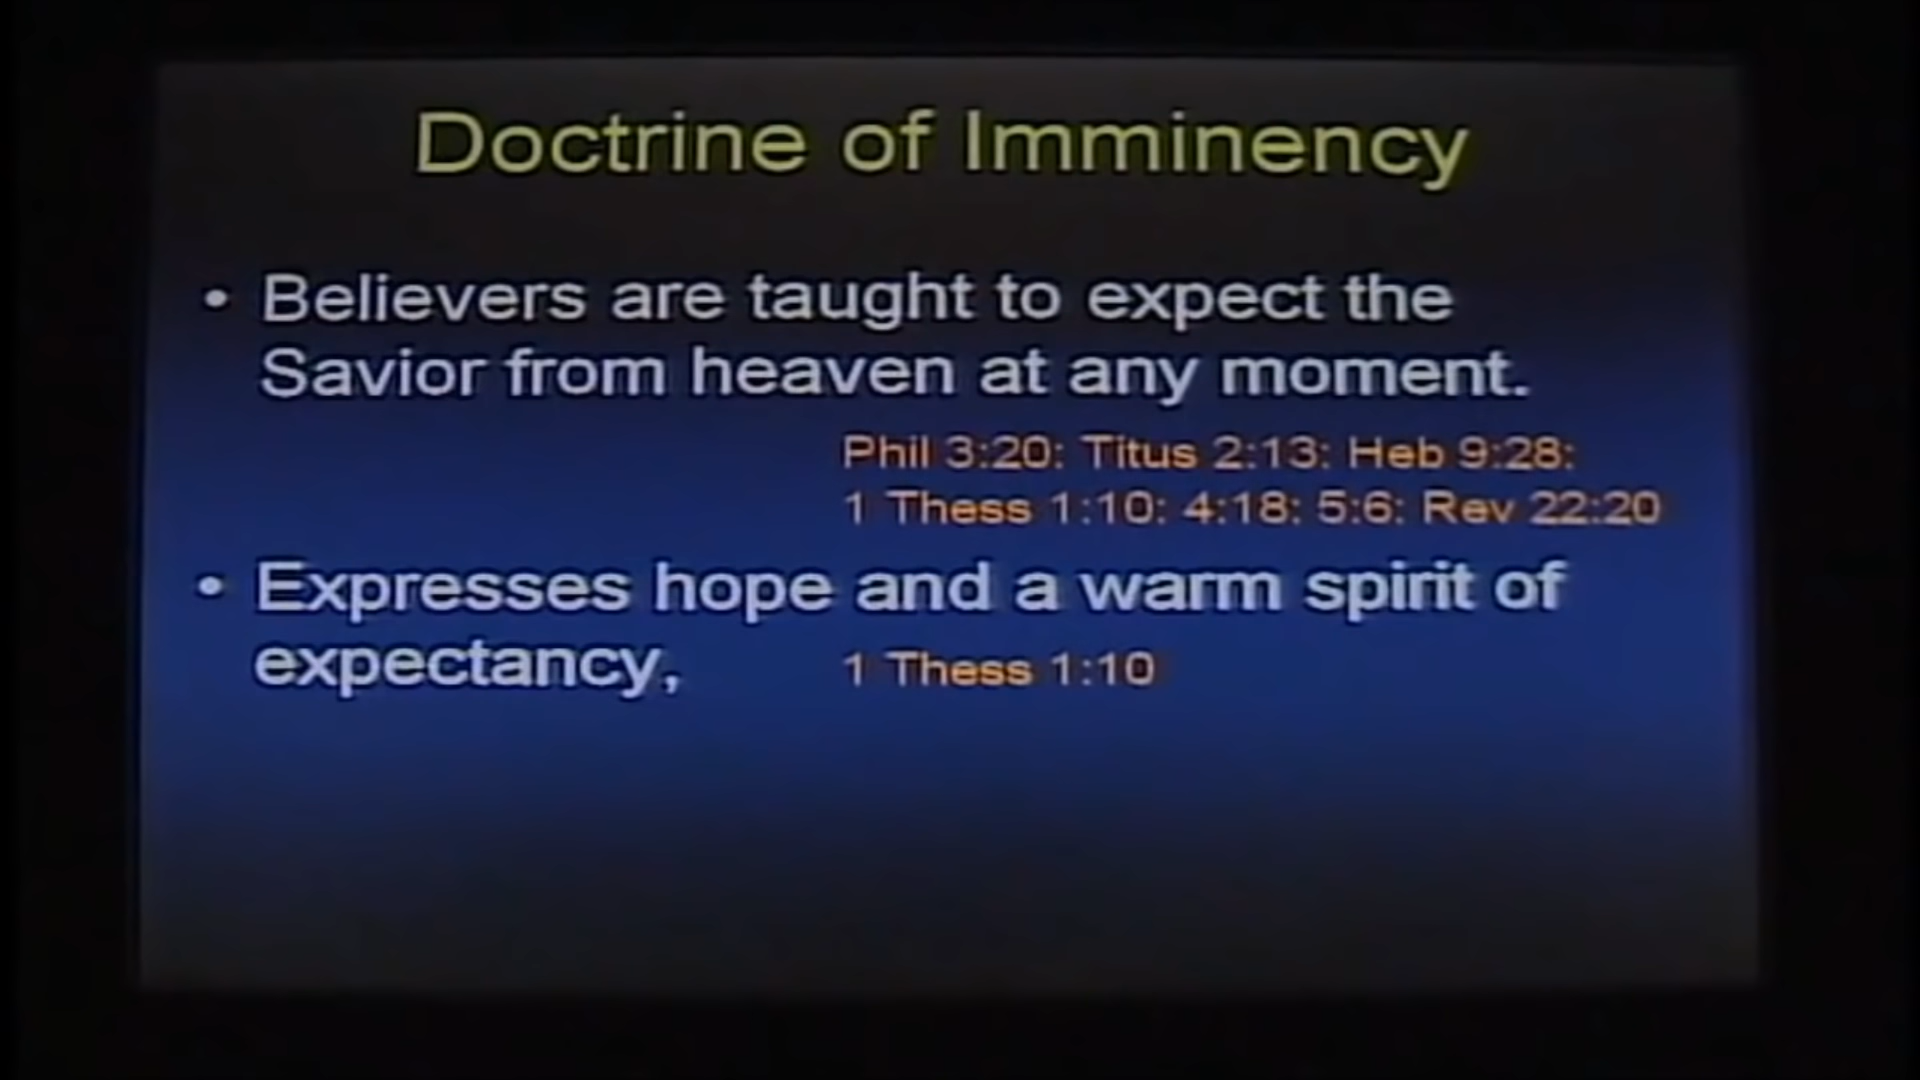 Doctrine of Imminency
• Believers are taught to expect the
Savior from heaven at any moment.
Phil 3:20: Titus 2:13: Heb 9:28:
1 Thess 1:10: 4:18: 5:6: Rev 22:20
• Expresses hope and a warm spirit of
expectancy, 1 Thess 1:10